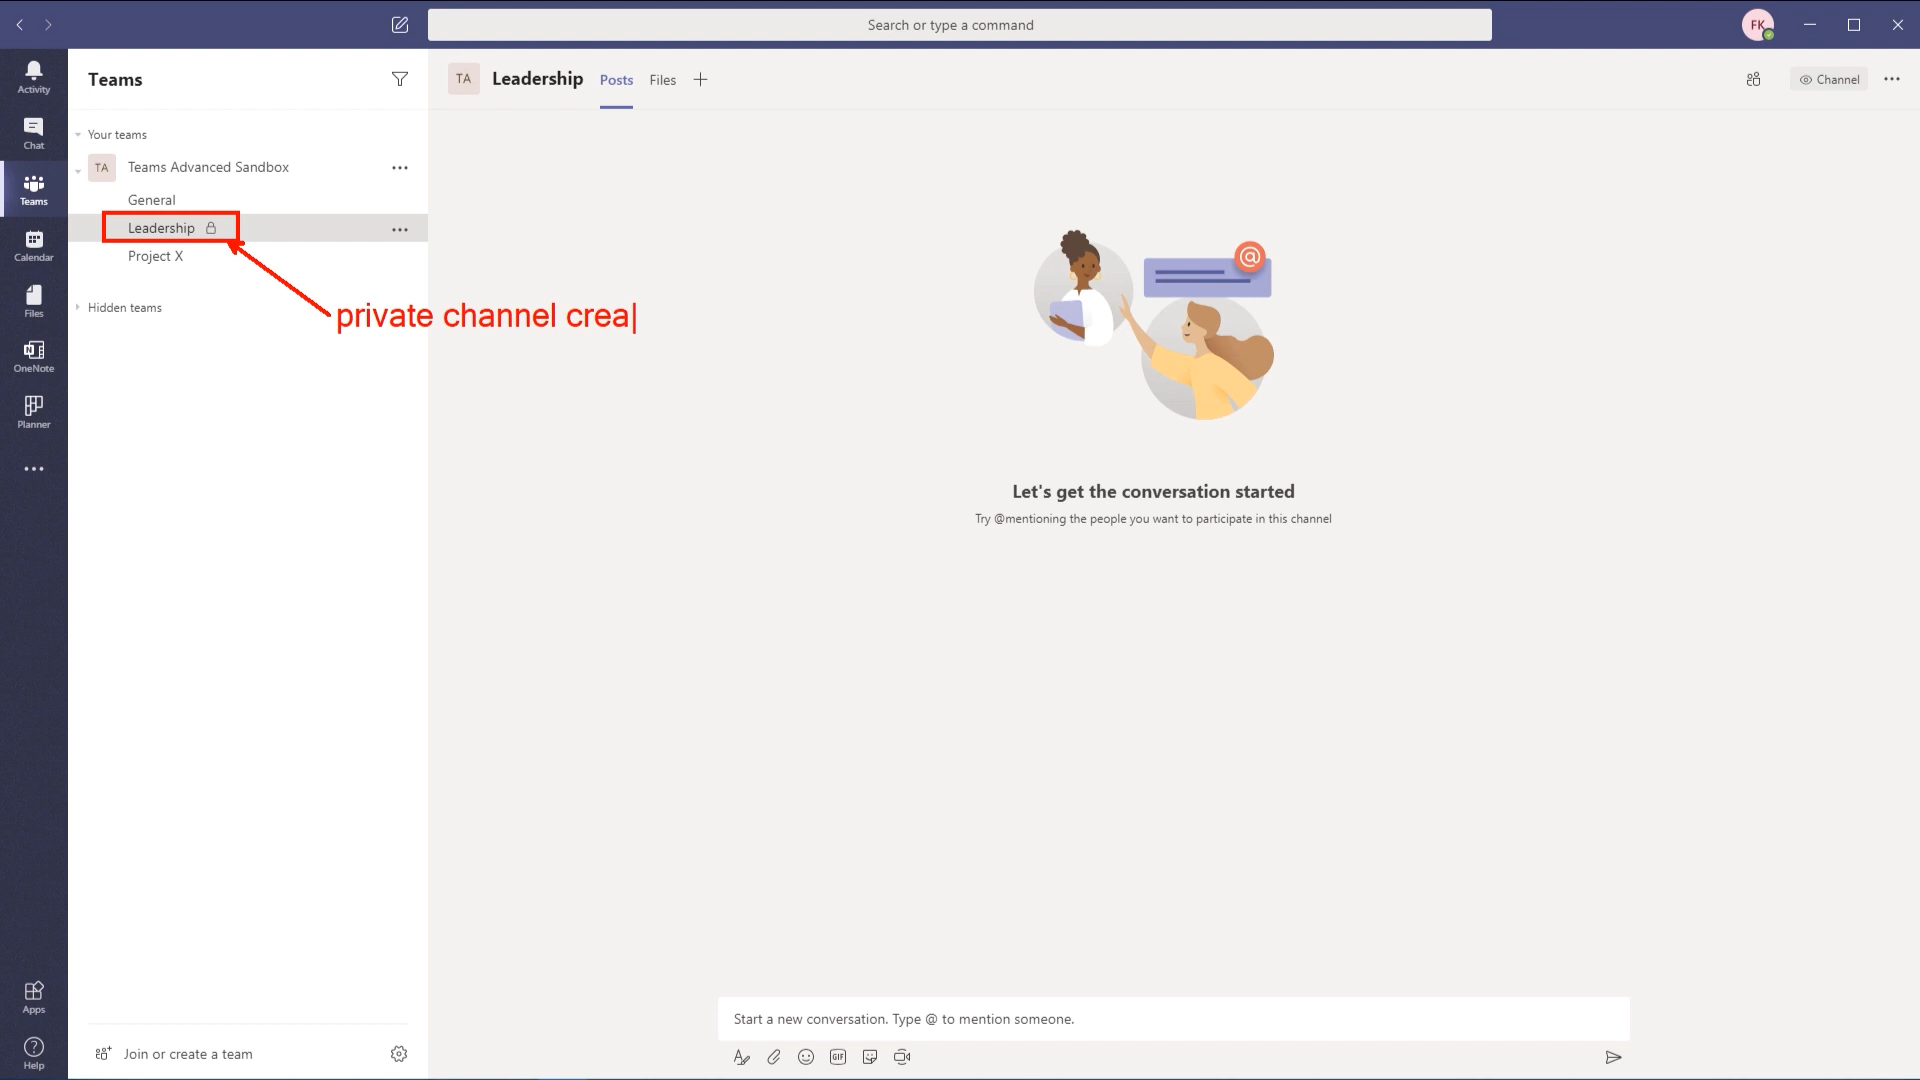 Search or type a command
FK
Activity
Chat
Teams
Calendar
Files
OneNote
Planner
Apps
Help
Teams
Your teams
TA Teams Advanced Sandbox
General
Leadership
Project X
Hidden teams
private channel crea
Join or create a team
TA Leadership Posts Files
Channel
@
Let's get the conversation started
Try @mentioning the people you want to participate in this channel
Start a new conversation. Type @ to mention someone.
GIF